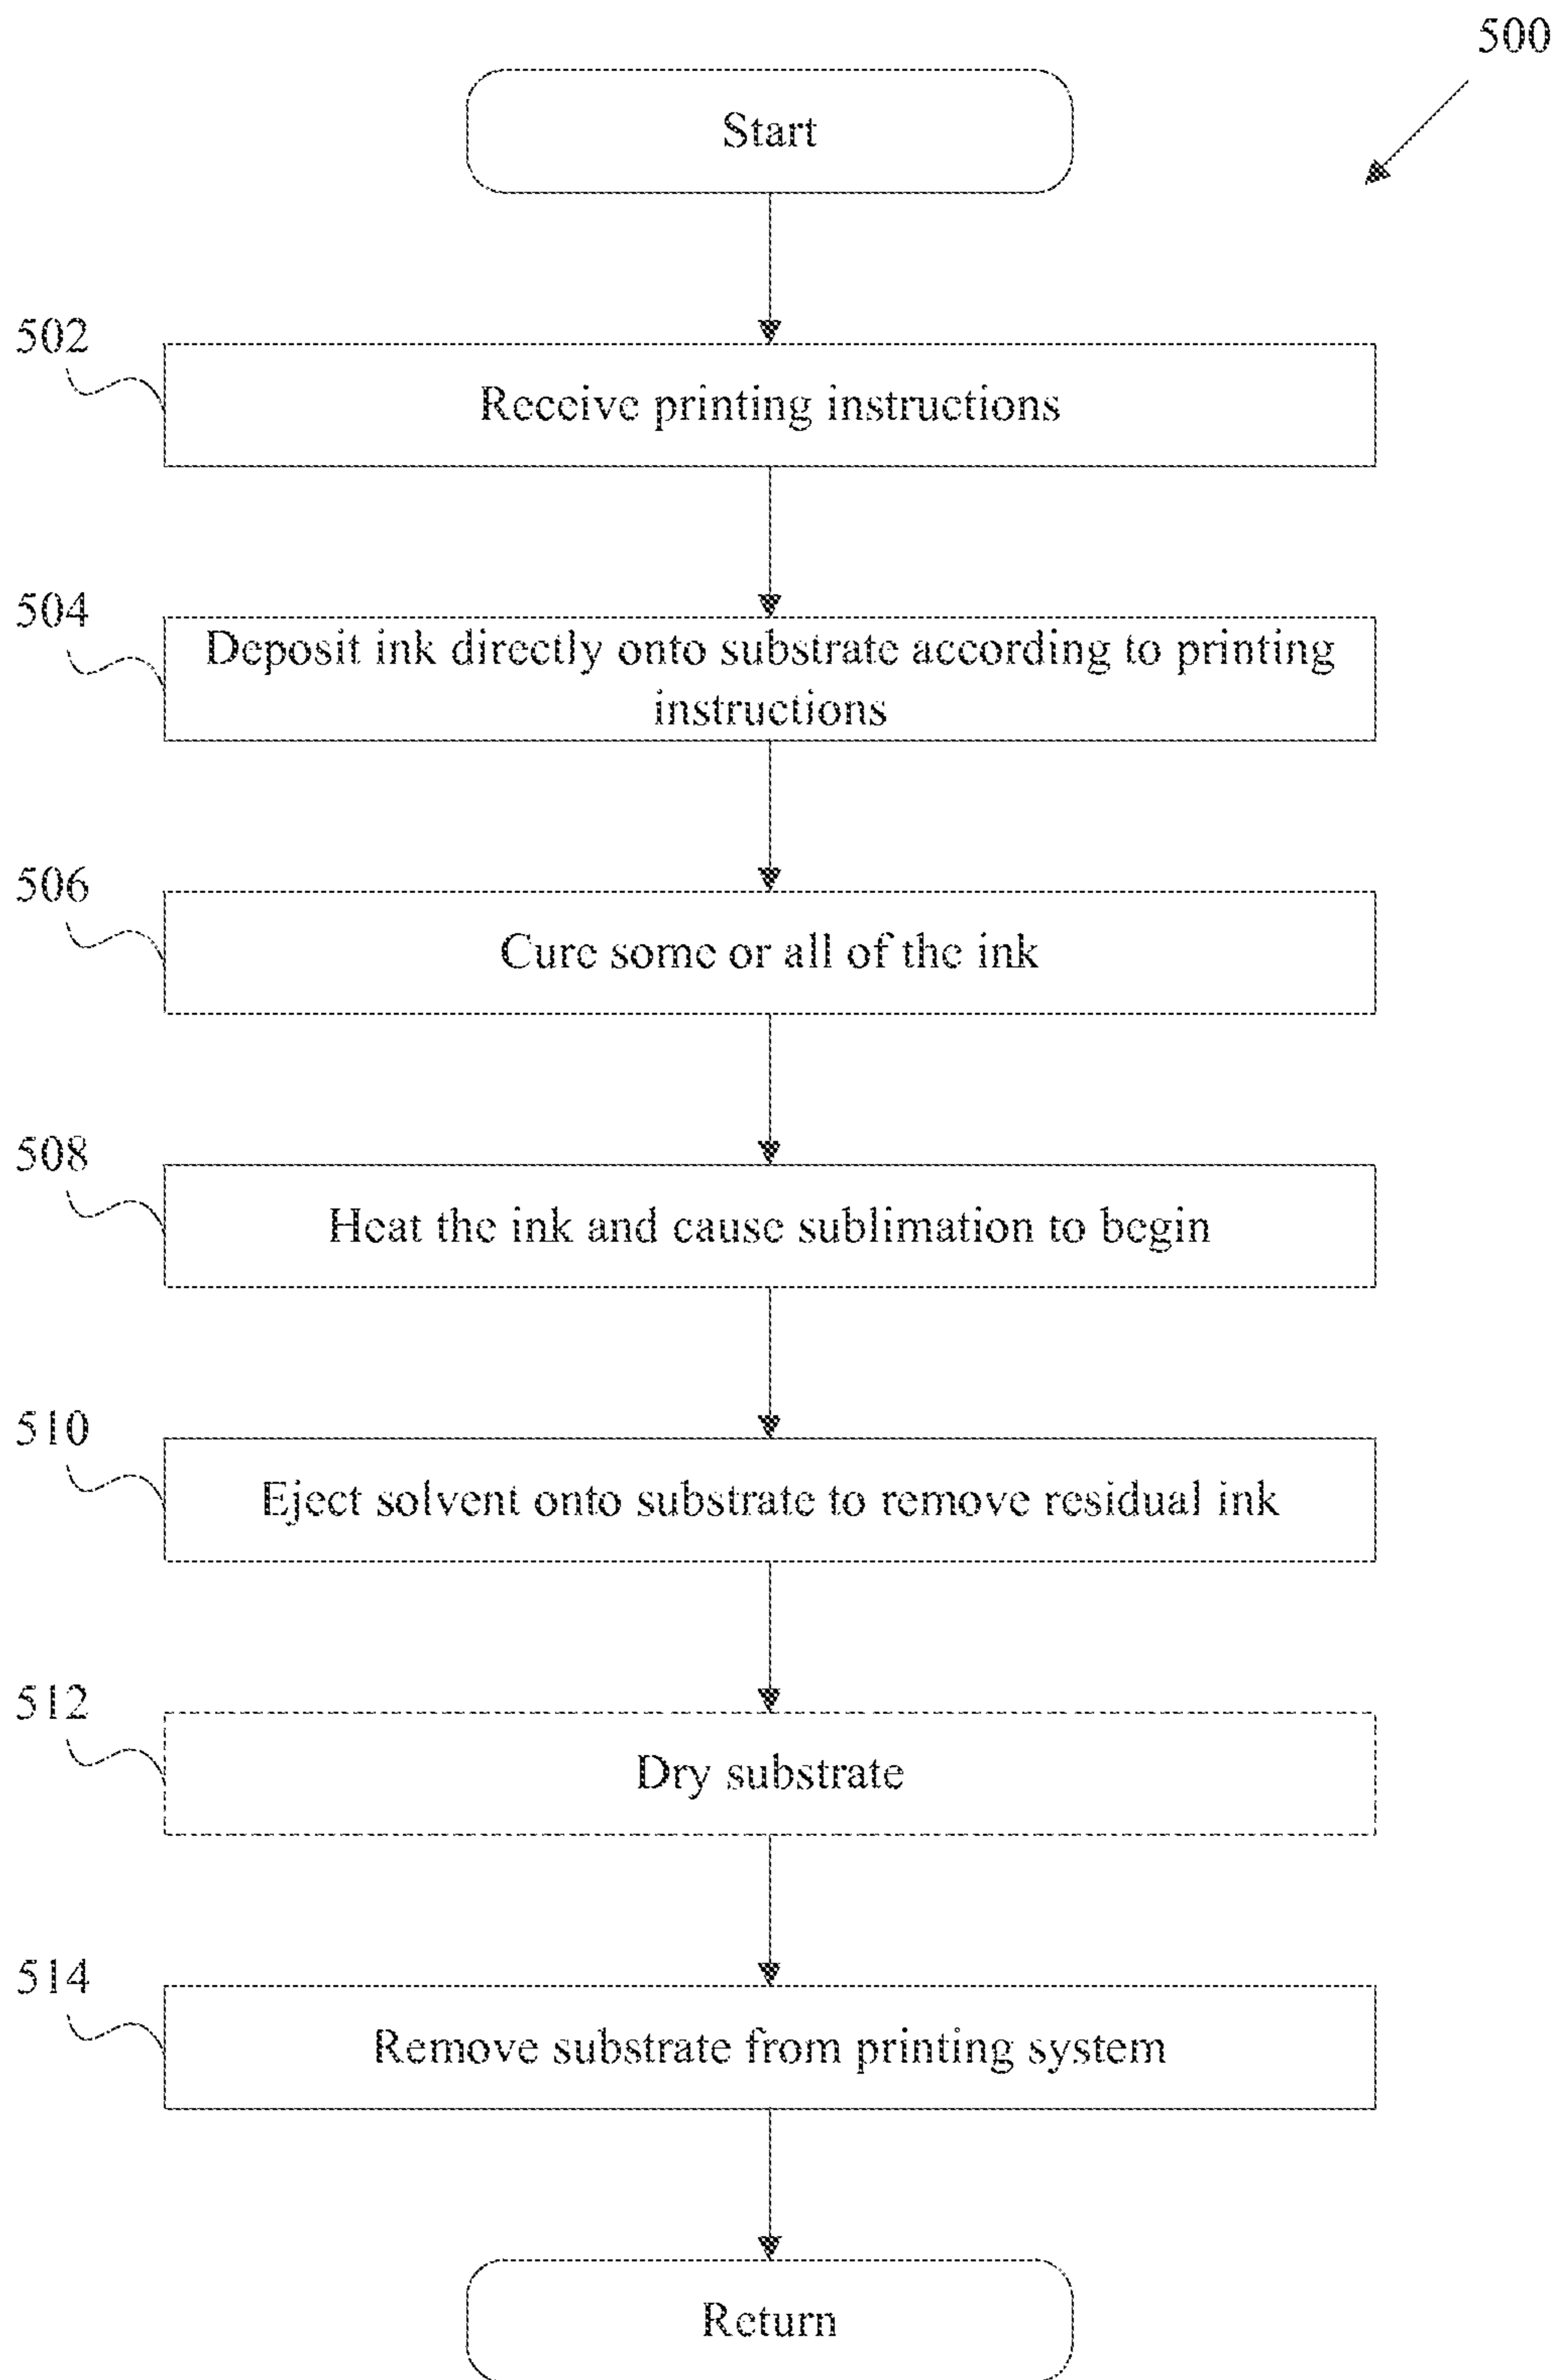 500
Start
502
Receive printing instructions
504
Deposit ink directly onto substrate according to printing
instructions
506
Cure some or all of the ink
508
Heat the ink and cause sublimation to begin
510
Eject solvent onto substrate to remove residual ink
512
Dry substrate
514
Remove substrate from printing system
Return